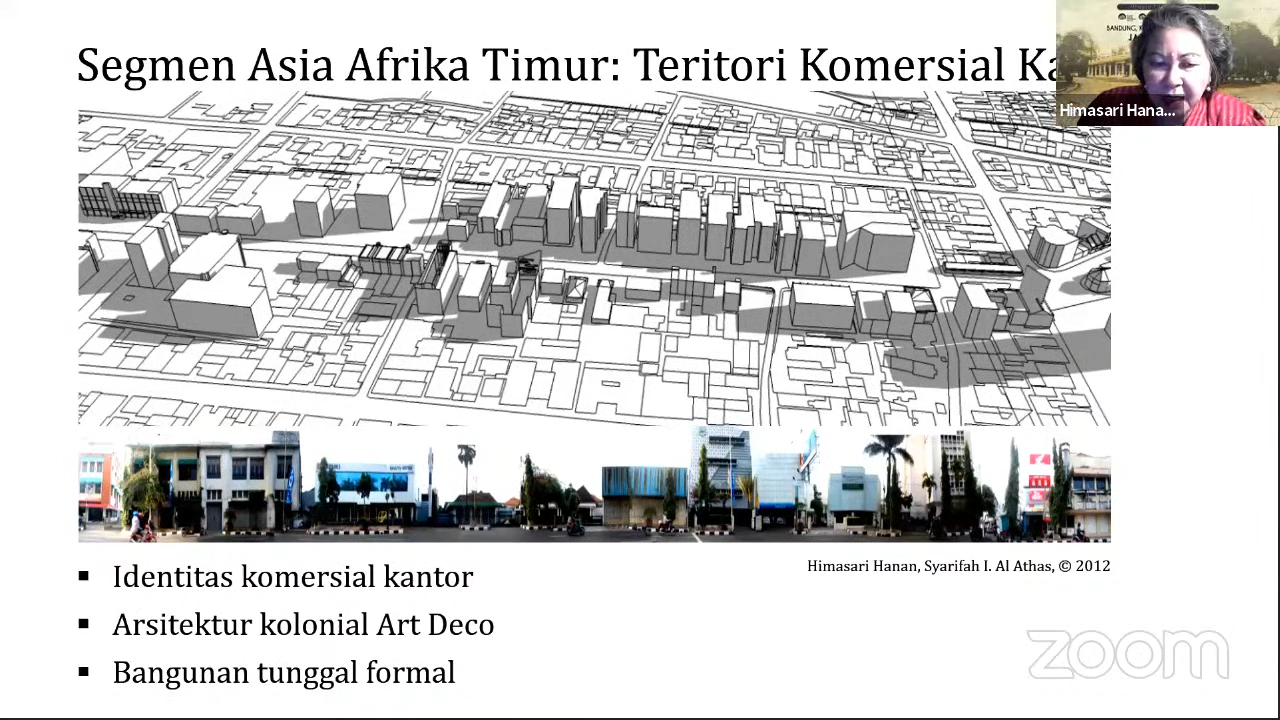 Segmen Asia Afrika Timur: Teritori Komersial Ka
BANDUNG, K
Himasari Hana...
Himasari Hanan, Syarifah I. Al Athas, © 2012
▪ Identitas komersial kantor
▪ Arsitektur kolonial Art Deco
▪ Bangunan tunggal formal
zoom